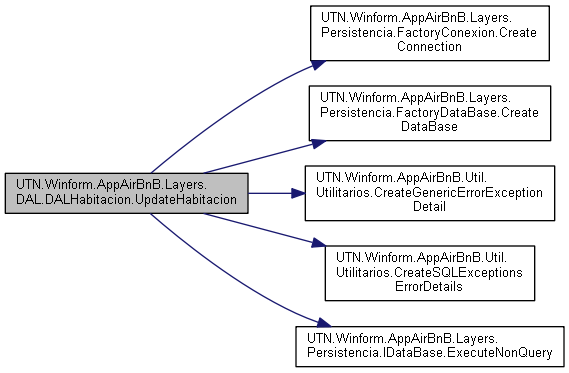 UTN.Winform.AppAirBnB.Layers.
Persistencia.FactoryConexion.Create
Connection
UTN.Winform.AppAirBnB.Layers.
Persistencia.FactoryDataBase.Create
DataBase
UTN.Winform.AppAirBnB.Layers.
DAL.DALHabitacion.UpdateHabitacion
UTN.Winform.AppAirBnB.Util.
Utilitarios.CreateGenericErrorException
Detail
UTN.Winform.AppAirBnB.Util.
Utilitarios.CreateSQLExceptions
ErrorDetails
UTN.Winform.AppAirBnB.Layers.
Persistencia.IDataBase.ExecuteNonQuery